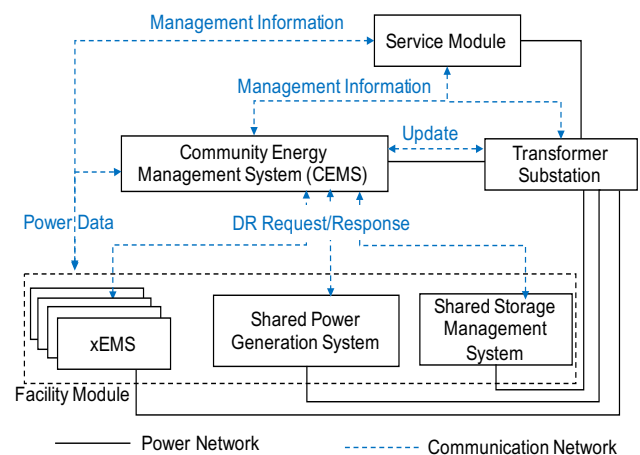 Management Information
Service Module
Management Information
Update
Community Energy
Management System (CEMS)
Transformer
Substation
Power Data
DR Request/Response
xEMS
Shared Power
Generation System
Shared Storage
Management
System
Facility Module
Power Network
Communication Network